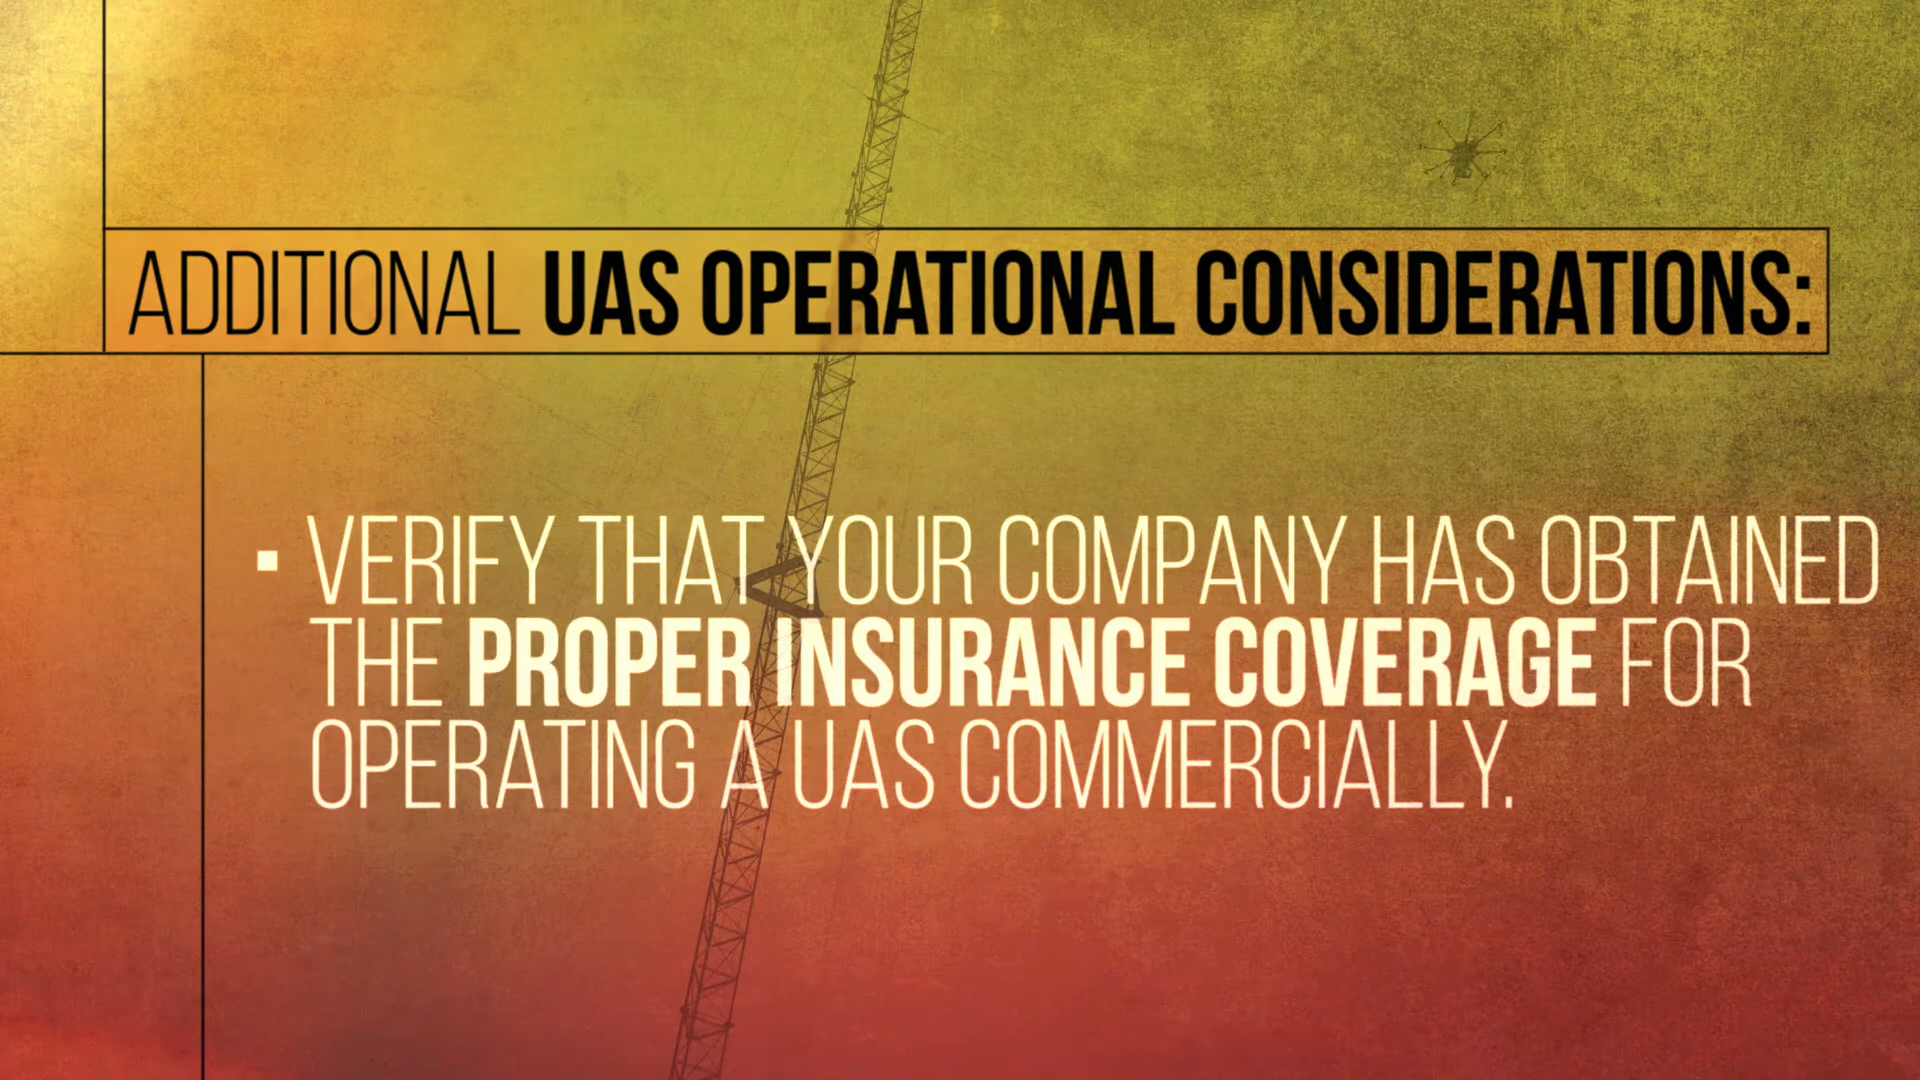 ADDITIONAL UAS OPERATIONAL CONSIDERATIONS:
▪ VERIFY THAT YOUR COMPANY HAS OBTAINED
THE PROPER INSURANCE COVERAGE FOR
OPERATING A UAS COMMERCIALLY.